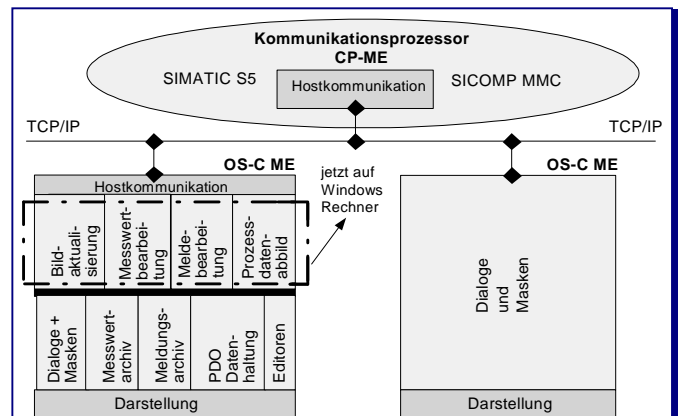 Kommunikationsprozessor
CP-ME
SIMATIC S5
SICOMP MMC
Hostkommunikation
TCP/IP
TCP/IP
OS-C ME
OS-C ME
Hostkommunikation
jetzt auf
Windows
Rechner
Bild-
aktuali-
sierung
Messwert-
bearbei-
tung
Melde-
bearbei-
tung
Prozess-
daten-
abbild
Dialoge
und
Masken
Dialoge +
Masken
Messwert-
archiv
Meldungs-
archiv
PDO
Daten-
haltung
Editoren
Darstellung
Darstellung